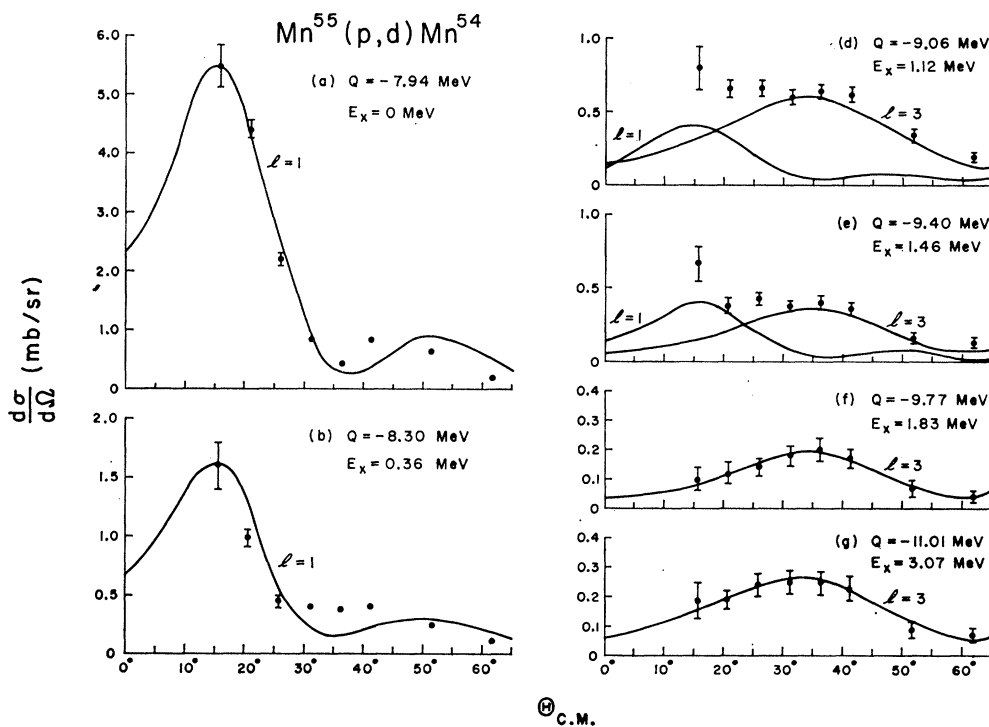 Mn⁵⁵(p,d)Mn⁵⁴
dσ/dΩ (mb/sr)
6.0
5.0
4.0
3.0
2.0
1.0
0
(a) Q = −7.94 MeV
Eₓ = 0 MeV
ℓ = 1
2.0
1.5
1.0
0.5
0
(b) Q = −8.30 MeV
Eₓ = 0.36 MeV
ℓ = 1
0° 10° 20° 30° 40° 50° 60°
1.0
0.5
0
(d) Q = −9.06 MeV
Eₓ = 1.12 MeV
ℓ = 1
ℓ = 3
1.0
0.5
0
(e) Q = −9.40 MeV
Eₓ = 1.46 MeV
ℓ = 1
ℓ = 3
0.4
0.3
0.2
0.1
0
(f) Q = −9.77 MeV
Eₓ = 1.83 MeV
ℓ = 3
0.4
0.3
0.2
0.1
0
(g) Q = −11.01 MeV
Eₓ = 3.07 MeV
ℓ = 3
0° 10° 20° 30° 40° 50° 60°
Θ C.M.